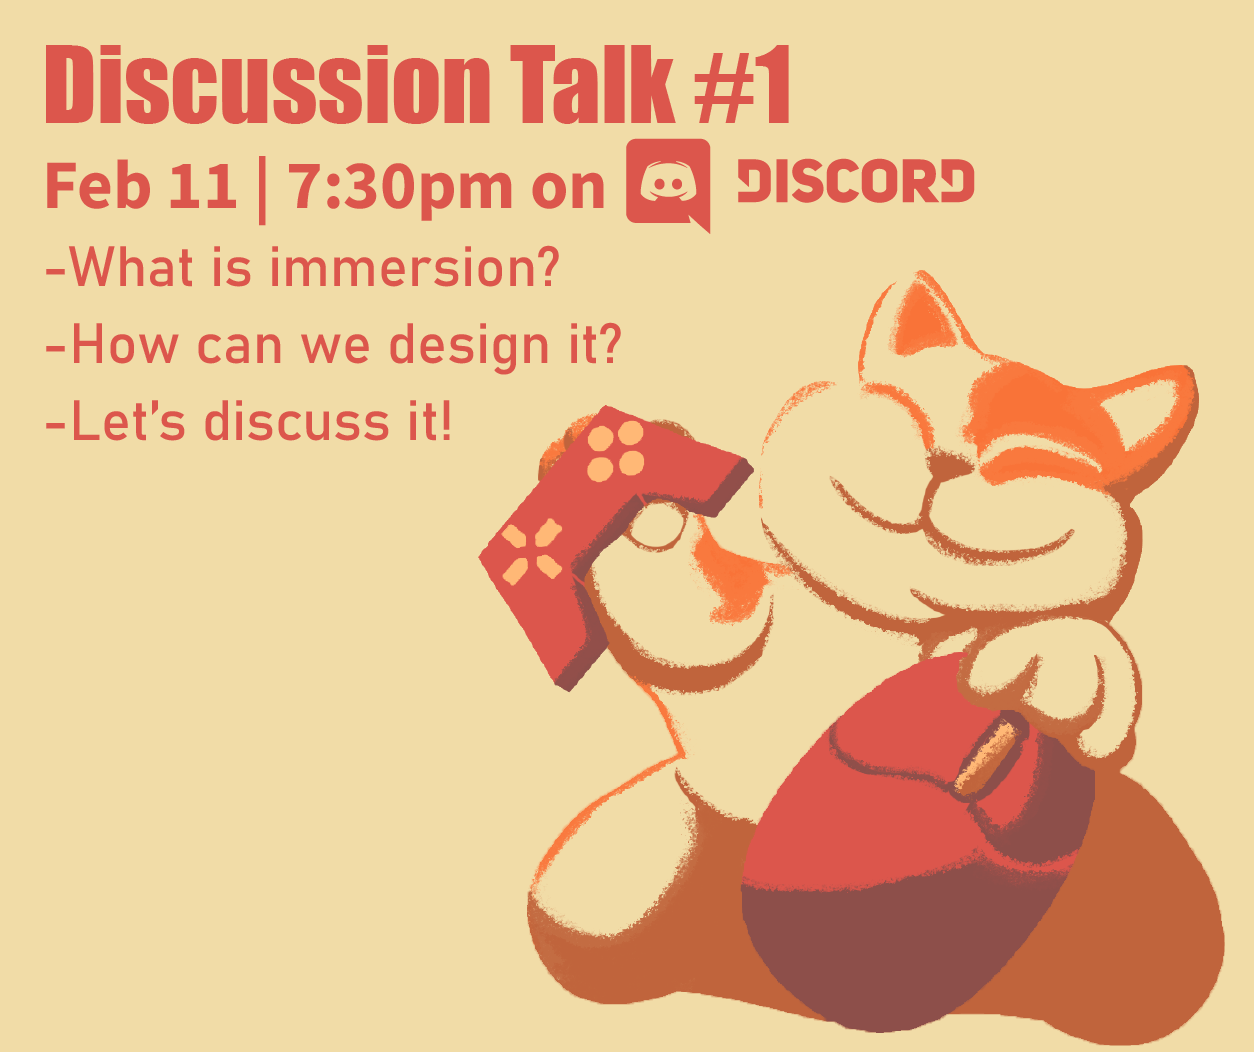 Discussion Talk #1
Feb 11 | 7:30pm on DISCORD
-What is immersion?
-How can we design it?
-Let's discuss it!